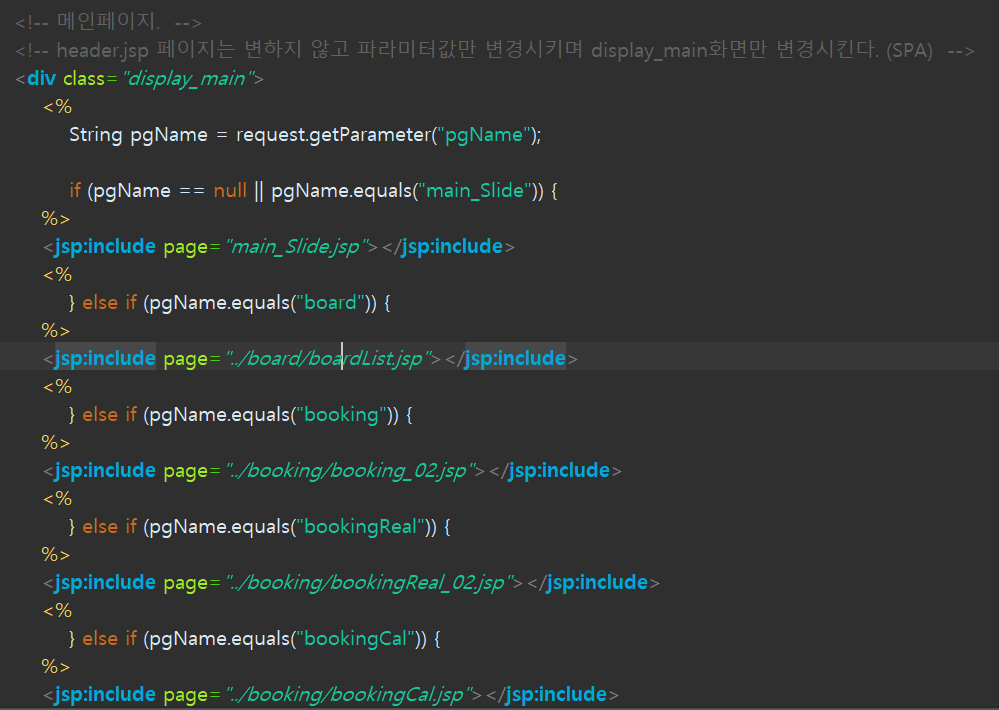 <!-- 메인페이지.  -->
<!-- header.jsp 페이지는 변하지 않고 파라미터값만 변경시키며 display_main화면만 변경시킨다. (SPA)  -->
<div class="display_main">
<%
String pgName = request.getParameter("pgName");
if (pgName == null || pgName.equals("main_Slide")) {
%>
<jsp:include page="main_Slide.jsp"></jsp:include>
<%
} else if (pgName.equals("board")) {
%>
<jsp:include page="../board/boardList.jsp"></jsp:include>
<%
} else if (pgName.equals("booking")) {
%>
<jsp:include page="../booking/booking_02.jsp"></jsp:include>
<%
} else if (pgName.equals("bookingReal")) {
%>
<jsp:include page="../booking/bookingReal_02.jsp"></jsp:include>
<%
} else if (pgName.equals("bookingCal")) {
%>
<jsp:include page="../booking/bookingCal.jsp"></jsp:include>